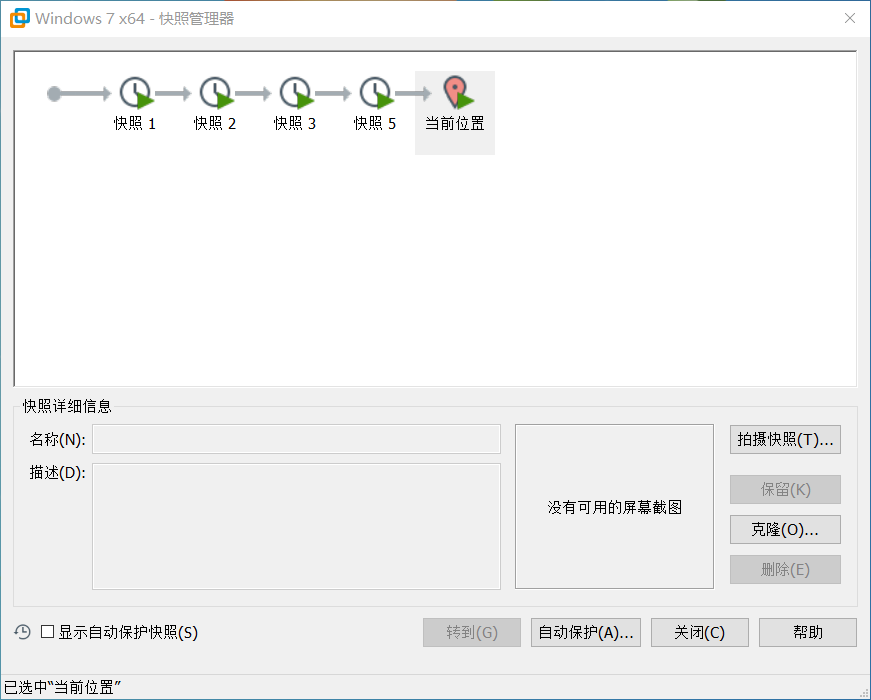 Windows 7 x64 - 快照管理器
快照 1
快照 2
快照 3
快照 5
当前位置
快照详细信息
名称(N):
描述(D):
没有可用的屏幕截图
拍摄快照(T)...
保留(K)
克隆(O)...
删除(E)
显示自动保护快照(S)
转到(G)
自动保护(A)...
关闭(C)
帮助
已选中“当前位置”